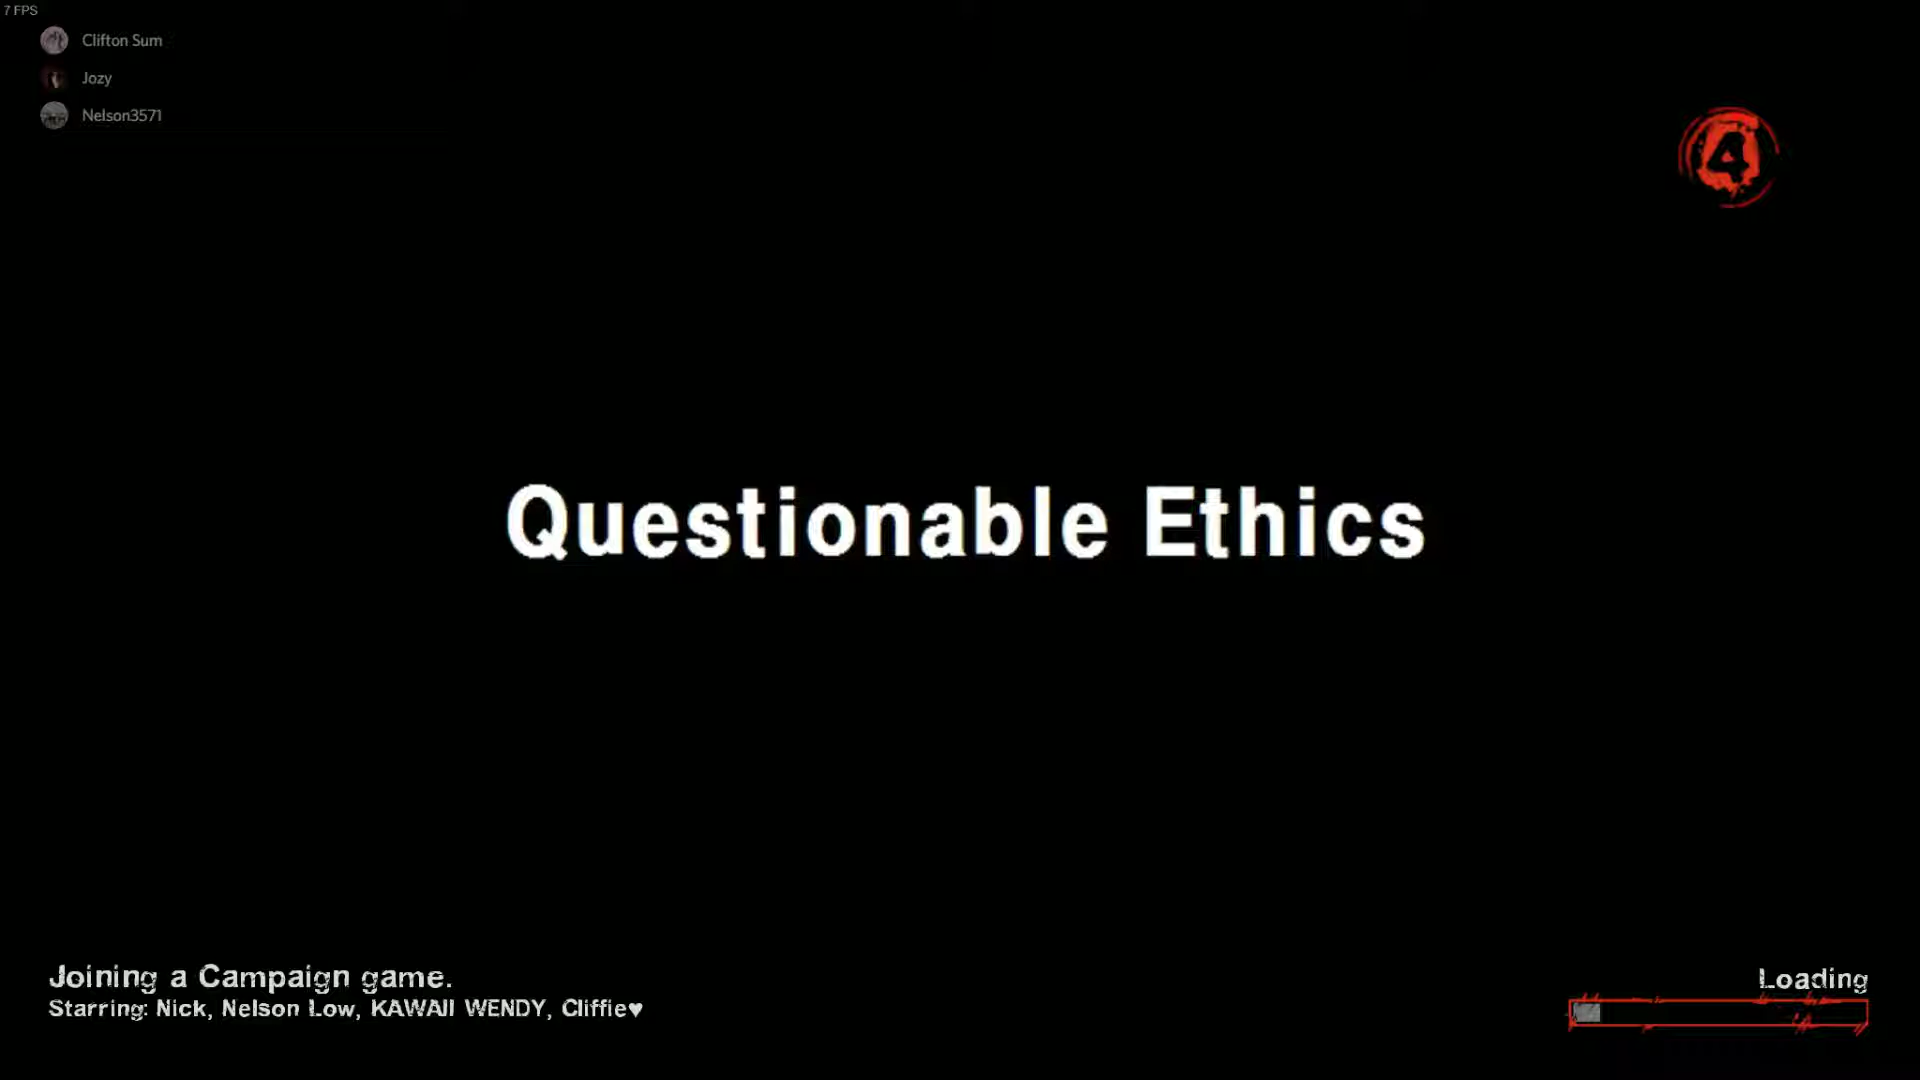 7 FPS
Clifton Sum
Jozy
Nelson3571
4
Questionable Ethics
Joining a Campaign game.
Starring: Nick, Nelson Low, KAWAII WENDY, Cliffie♥
Loading